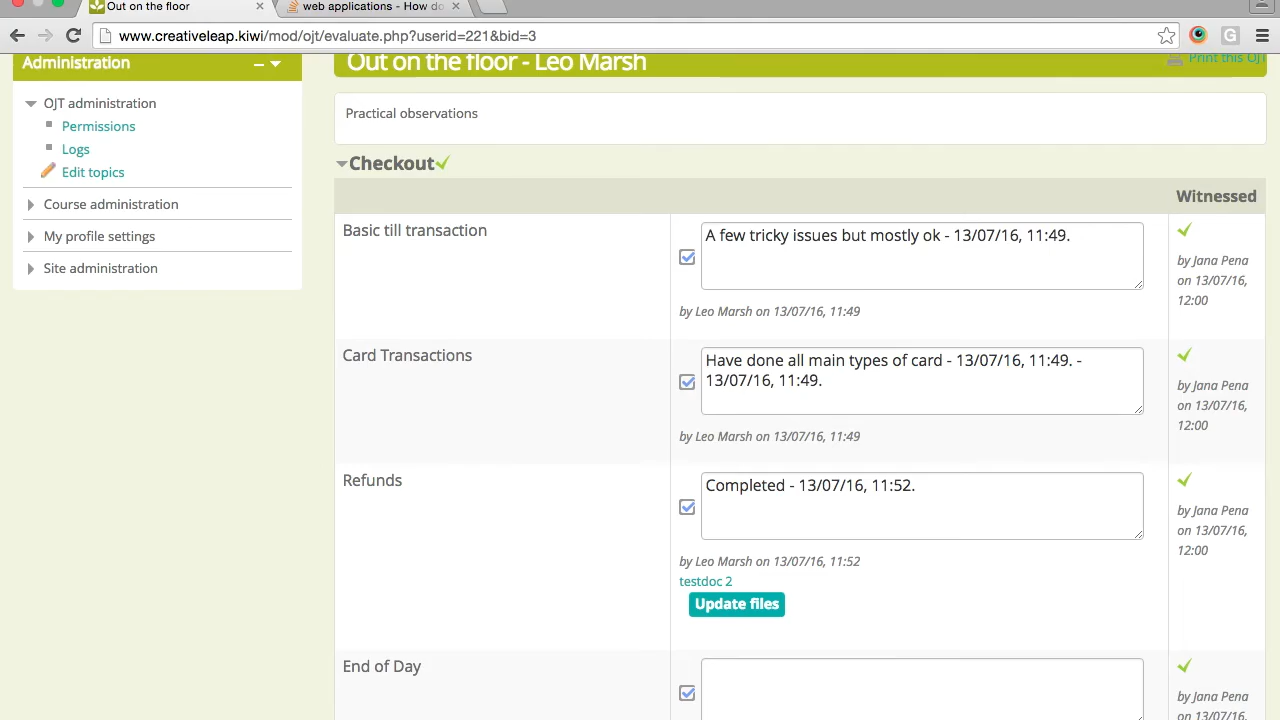 Out on the floor
web applications - How do
www.creativeleap.kiwi/mod/ojt/evaluate.php?userid=221&bid=3
Administration
OJT administration
Permissions
Logs
Edit topics
Course administration
My profile settings
Site administration
Out on the floor - Leo Marsh
Print this OJT
Practical observations
Checkout
Witnessed
Basic till transaction
A few tricky issues but mostly ok - 13/07/16, 11:49.
by Leo Marsh on 13/07/16, 11:49
by Jana Pena
on 13/07/16,
12:00
Card Transactions
Have done all main types of card - 13/07/16, 11:49. -
13/07/16, 11:49.
by Leo Marsh on 13/07/16, 11:49
by Jana Pena
on 13/07/16,
12:00
Refunds
Completed - 13/07/16, 11:52.
by Leo Marsh on 13/07/16, 11:52
testdoc 2
Update files
by Jana Pena
on 13/07/16,
12:00
End of Day
by Jana Pena
on 13/07/16,